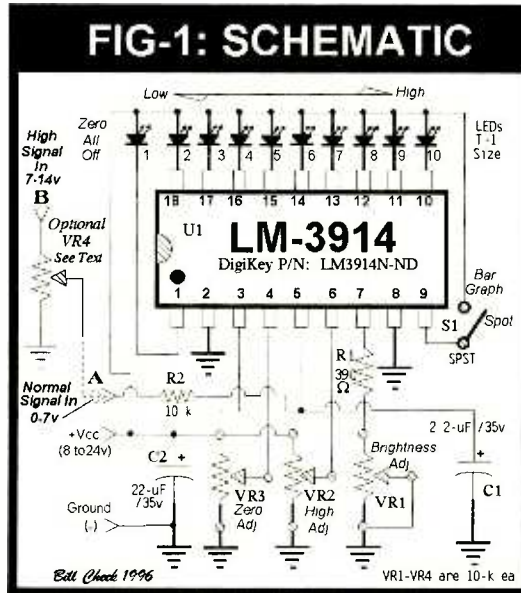 FIG-1: SCHEMATIC
Low High
Zero All Off
LEDs T-1 Size
1 2 3 4 5 6 7 8 9 10
High Signal In 7-14v
B
Optional VR4 See Text
18 17 16 15 14 13 12 11 10
U1
LM-3914
DigiKey P/N: LM3914N-ND
1 2 3 4 5 6 7 8 9
Bar Graph
S1
Spot
SPST
A
Normal Signal In 0-7v
R2
10 k
R1
390 Ω
+Vcc
(8 to 24v)
C2
+
22-uF /35v
2 2.2-uF /35v
+
C1
Brightness Adj
VR3
Zero Adj
VR2
High Adj
VR1
Ground
(-)
Bill Cheek 1996
VR1-VR4 are 10-k ea